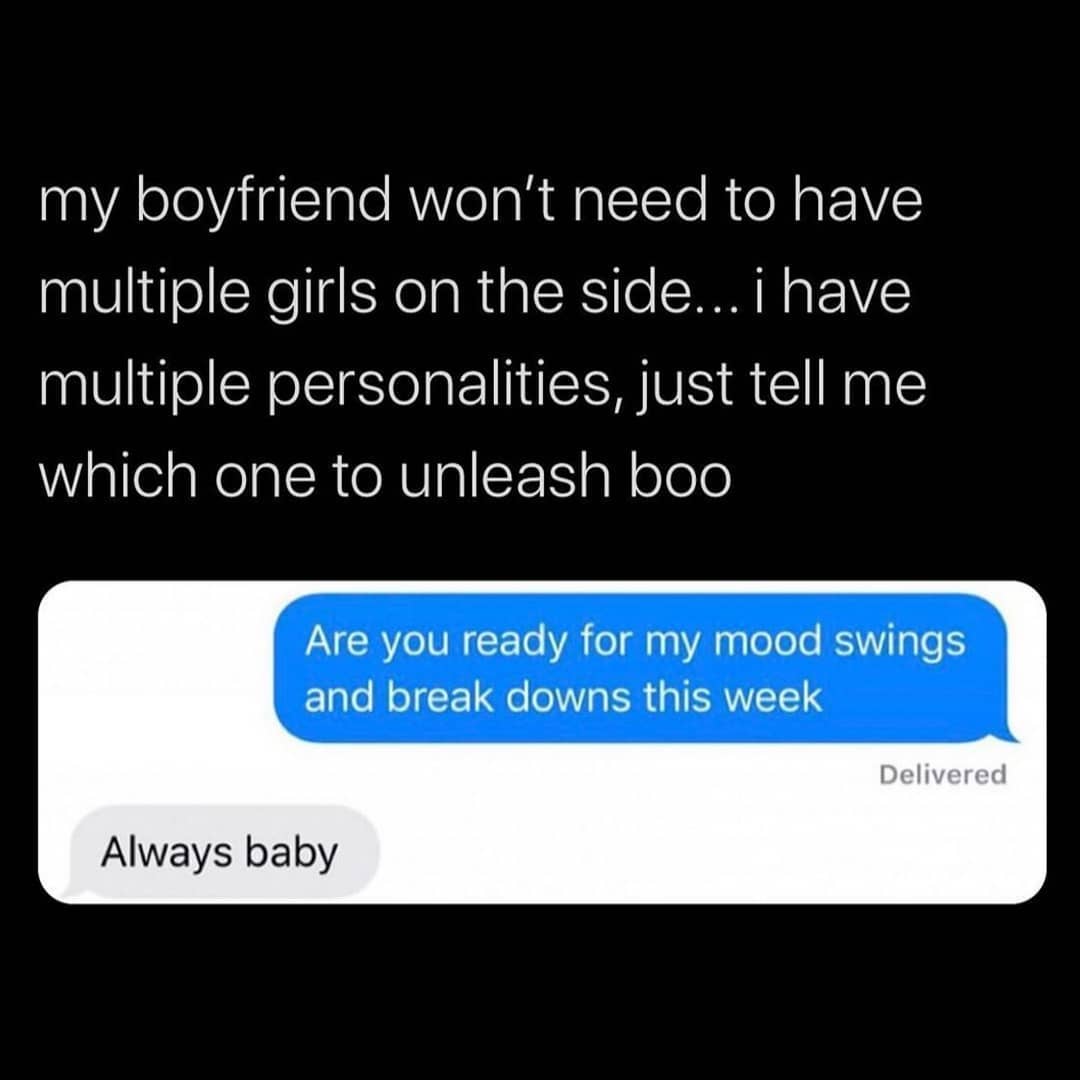 my boyfriend won’t need to have
multiple girls on the side... i have
multiple personalities, just tell me
which one to unleash boo
Are you ready for my mood swings
and break downs this week
Delivered
Always baby